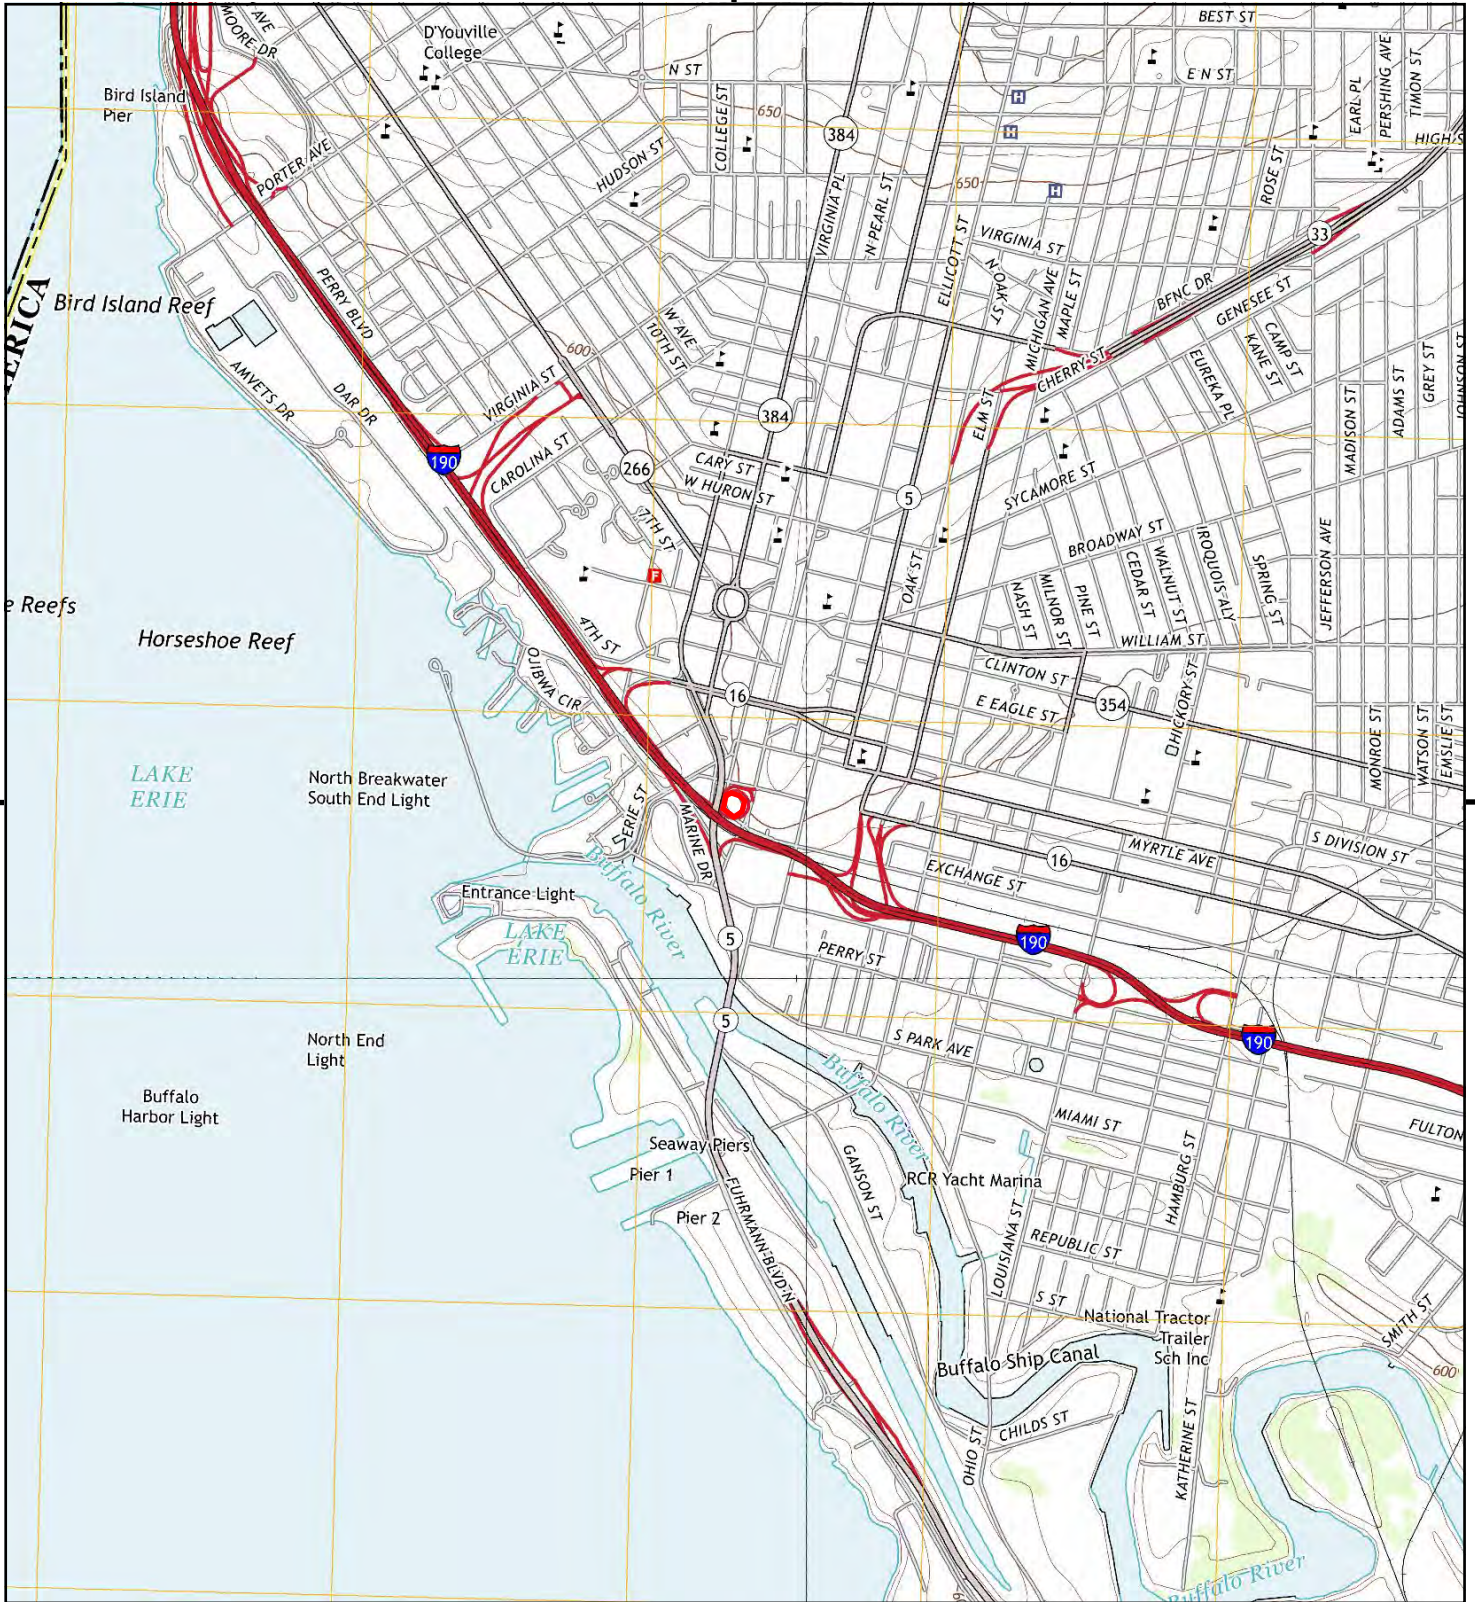 BEST ST
MOORE DR
AVE
D'Youville
College
N ST
E N ST
Bird Island
Pier
COLLEGE ST
650
384
EARL PL
PERSHING AVE
TIMON ST
PORTER AVE
HUDSON ST
VIRGINIA PL
N PEARL ST
650
ROSE ST
33
ELLICOTT ST
VIRGINIA ST
N OAK ST
MICHIGAN AVE
MAPLE ST
BFNC DR
GENESEE ST
Bird Island Reef
ERICA
PERRY BLVD
W AVE
10TH ST
600
CHERRY ST
CAMP ST
KANE ST
EUREKA PL
AMVETS DR
DAR DR
VIRGINIA ST
384
ELM ST
MADISON ST
ADAMS ST
GREY ST
JOHNSON ST
190
CAROLINA ST
266
CARY ST
W HURON ST
5
SYCAMORE ST
7TH ST
BROADWAY ST
CEDAR ST
WALNUT ST
IROQUOIS ALY
SPRING ST
JEFFERSON AVE
F
H
H
H
OAK ST
NASH ST
MILNOR ST
PINE ST
e Reefs
Horseshoe Reef
4TH ST
WILLIAM ST
OJIBWA CIR
CLINTON ST
16
E EAGLE ST
354
HICKORY ST
MONROE ST
WATSON ST
EMSLIE ST
LAKE
ERIE
North Breakwater
South End Light
ERIE ST
MARINE DR
MYRTLE AVE
S DIVISION ST
16
EXCHANGE ST
Buffalo River
Entrance Light
LAKE
ERIE
5
PERRY ST
190
5
S PARK AVE
190
North End
Light
Buffalo River
Buffalo
Harbor Light
MIAMI ST
FULTON
Seaway Piers
Pier 1
GANSON ST
RCR Yacht Marina
HAMBURG ST
Pier 2
FUHRMANN BLVD N
LOUISIANA ST
REPUBLIC ST
S ST
National Tractor
Trailer
Sch Inc
SMITH ST
Buffalo Ship Canal
600
CHILDS ST
OHIO ST
KATHERINE ST
Buffalo River